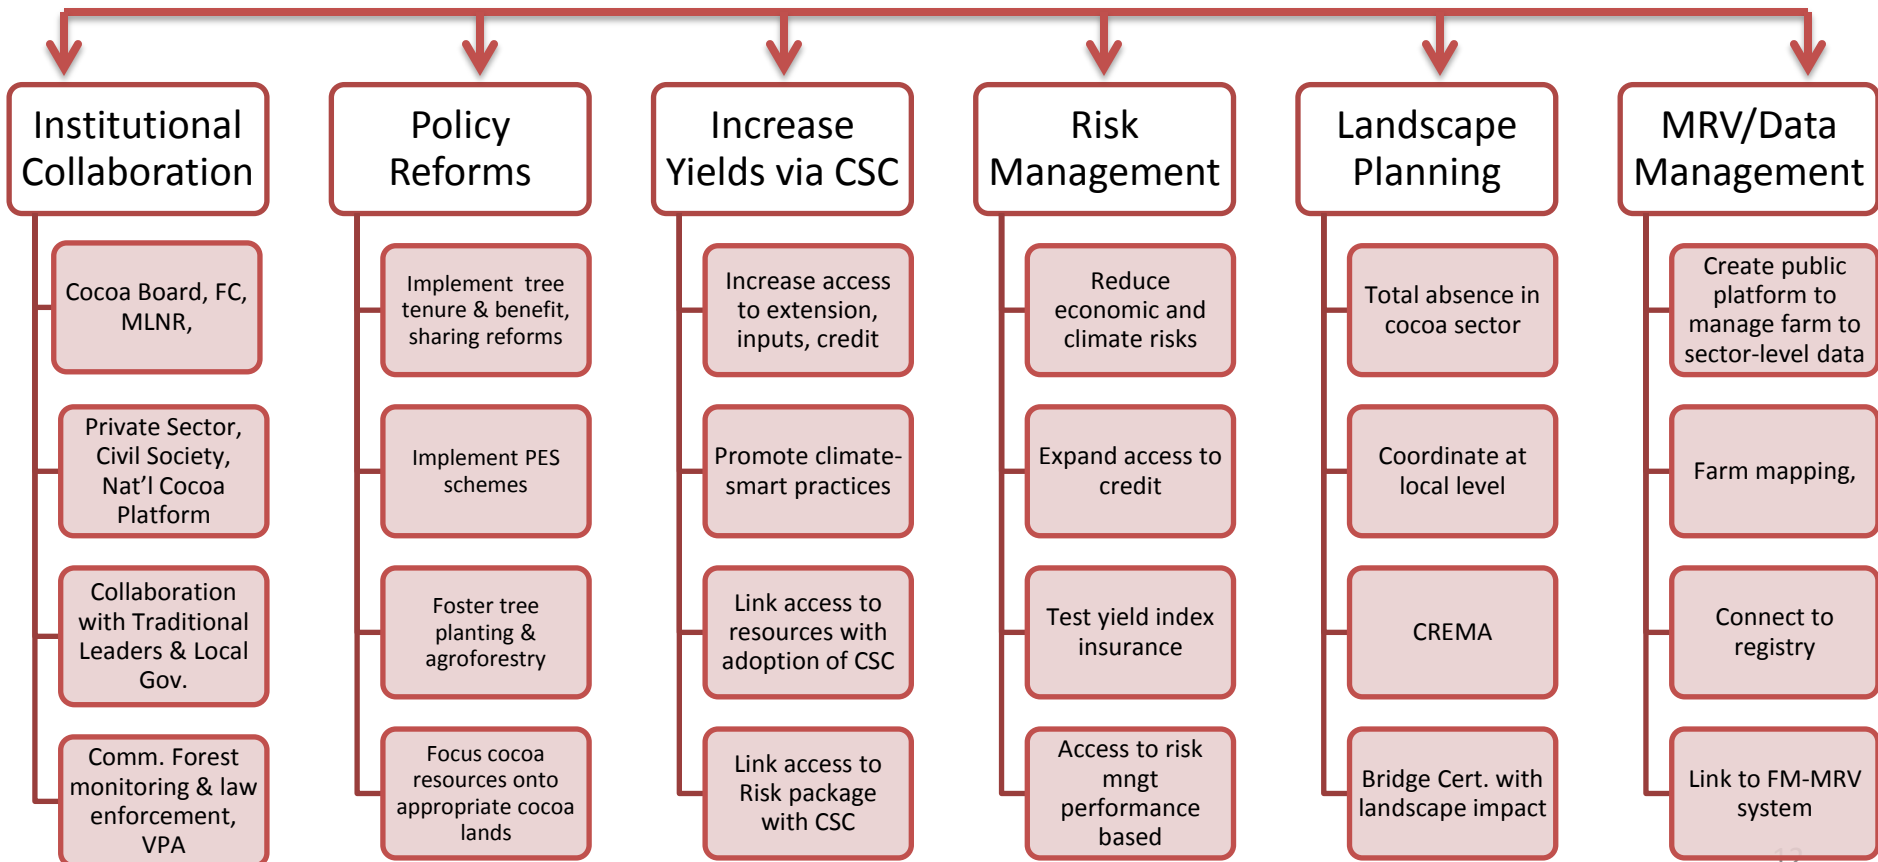 Institutional
Collaboration
Cocoa Board, FC,
MLNR,
Private Sector,
Civil Society,
Nat'l Cocoa
Platform
Collaboration
with Traditional
Leaders & Local
Gov.
Comm. Forest
monitoring & law
enforcement,
VPA
Policy
Reforms
Implement tree
tenure & benefit,
sharing reforms
Implement PES
schemes
Foster tree
planting &
agroforestry
Focus cocoa
resources onto
appropriate cocoa
lands
Increase
Yields via CSC
Increase access
to extension,
inputs, credit
Promote climate-
smart practices
Link access to
resources with
adoption of CSC
Link access to
Risk package
with CSC
Risk
Management
Reduce
economic and
climate risks
Expand access to
credit
Test yield index
insurance
Access to risk
mngt
performance
based
Landscape
Planning
Total absence in
cocoa sector
Coordinate at
local level
CREMA
Bridge Cert. with
landscape impact
MRV/Data
Management
Create public
platform to
manage farm to
sector-level data
Farm mapping,
Connect to
registry
Link to FM-MRV
system